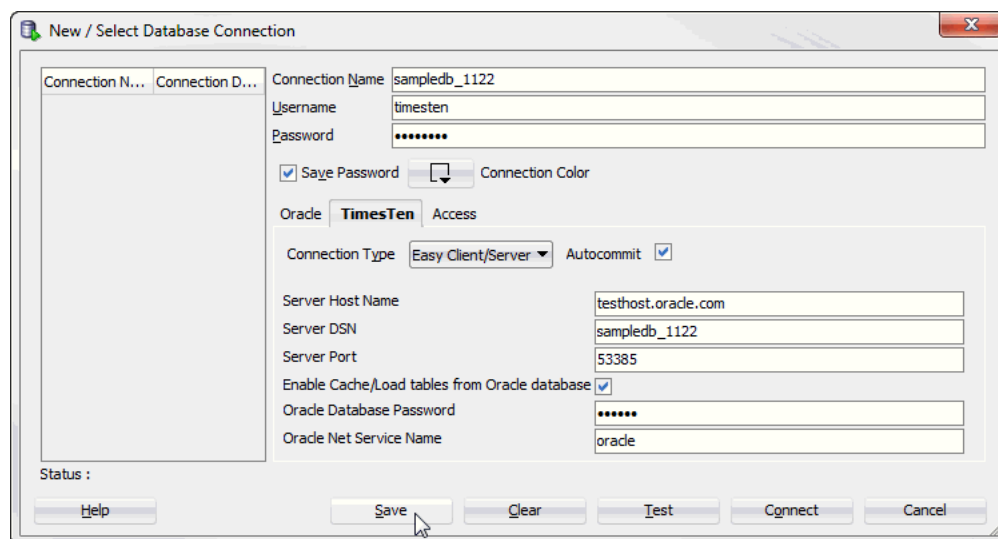 New / Select Database Connection
Connection N... Connection D...
Connection Name sampledb_1122
Username timesten
Password ••••••••
Save Password Connection Color
Oracle TimesTen Access
Connection Type Easy Client/Server Autocommit
Server Host Name testhost.oracle.com
Server DSN sampledb_1122
Server Port 53385
Enable Cache/Load tables from Oracle database
Oracle Database Password ••••••
Oracle Net Service Name oracle
Status :
Help Save Clear Test Connect Cancel